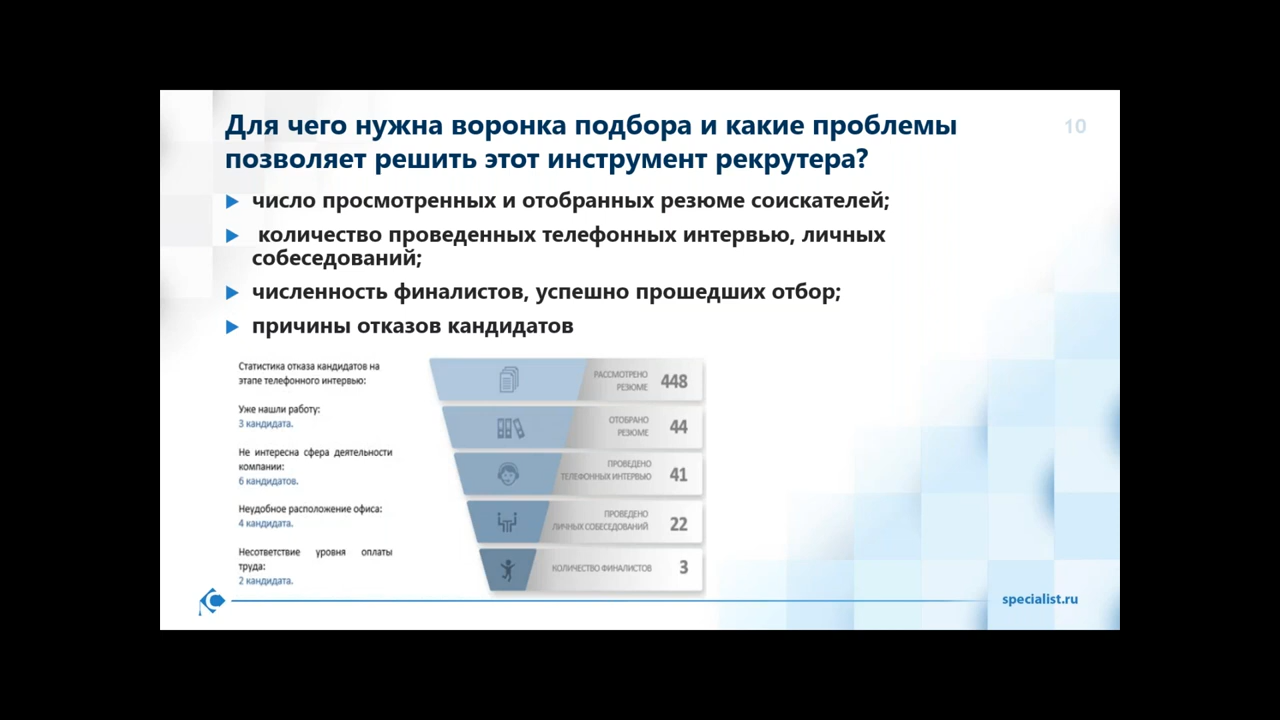 Для чего нужна воронка подбора и какие проблемы
позволяет решить этот инструмент рекрутера?
10
число просмотренных и отобранных резюме соискателей;
количество проведенных телефонных интервью, личных
собеседований;
численность финалистов, успешно прошедших отбор;
причины отказов кандидатов
Статистика отказа кандидатов на
этапе телефонного интервью:
Уже нашли работу:
3 кандидата.
Не интересна сфера деятельности
компании:
6 кандидатов.
Неудобное расположение офиса:
4 кандидата.
Несответствие уровня оплаты
труда:
2 кандидата.
РАССМОТРЕНО
РЕЗЮМЕ
448
ОТОБРАНО
РЕЗЮМЕ
44
ПРОВЕДЕНО
ТЕЛЕФОННЫХ ИНТЕРВЬЮ
41
ПРОВЕДЕНО
ЛИЧНЫХ СОБЕСЕДОВАНИЙ
22
КОЛИЧЕСТВО ФИНАЛИСТОВ
3
specialist.ru